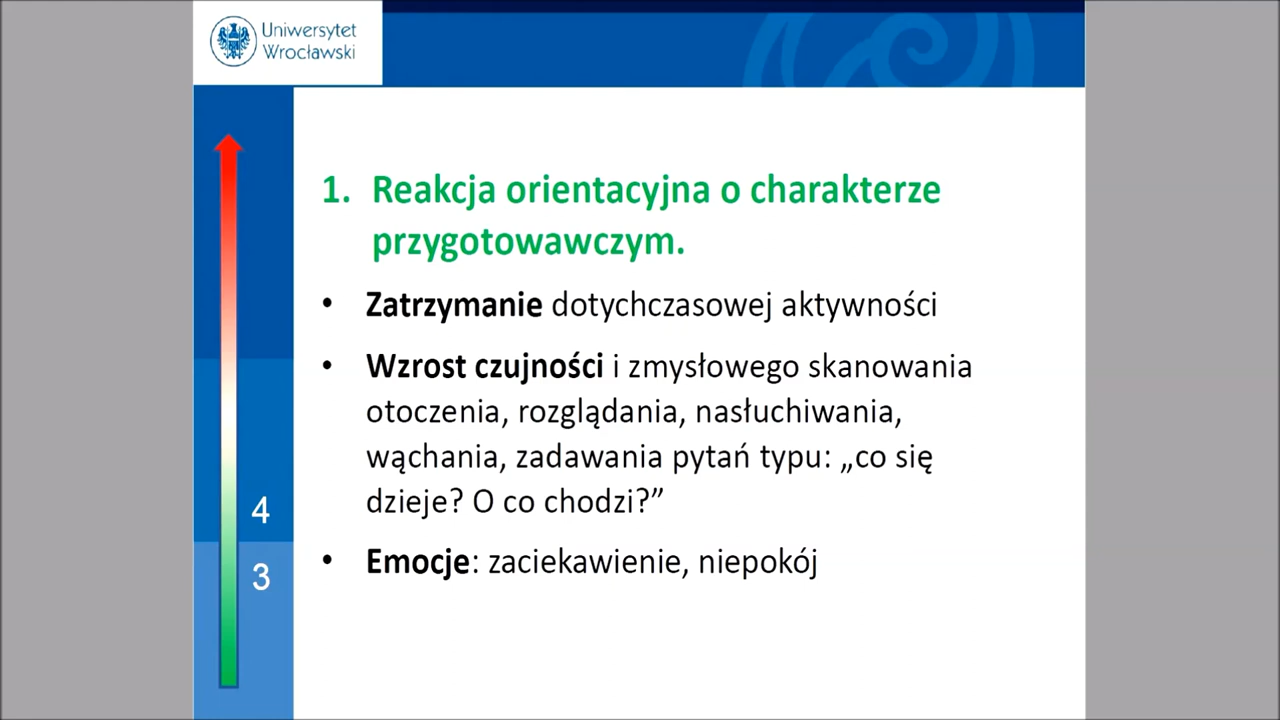 Uniwersytet
Wrocławski
1. Reakcja orientacyjna o charakterze
przygotowawczym.
• Zatrzymanie dotychczasowej aktywności
• Wzrost czujności i zmysłowego skanowania
otoczenia, rozglądania, nasłuchiwania,
wąchania, zadawania pytań typu: „co się
dzieje? O co chodzi?”
• Emocje: zaciekawienie, niepokój
4
3